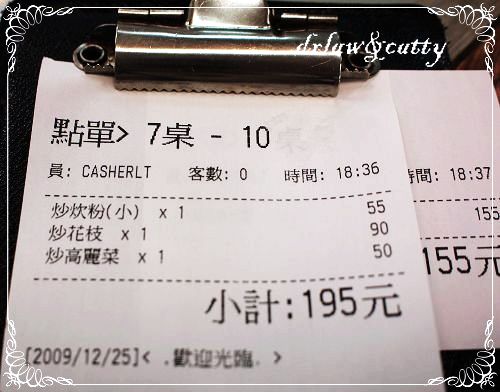 drlaw&cutty
點單> 7桌 - 10
員: CASHERLT 客數: 0 時間: 18:36
炒炊粉(小) x 1 55
炒花枝 x 1 90
炒高麗菜 x 1 50
小計:195元
[2009/12/25]< .歡迎光臨. >
時間: 18:37
155
155元